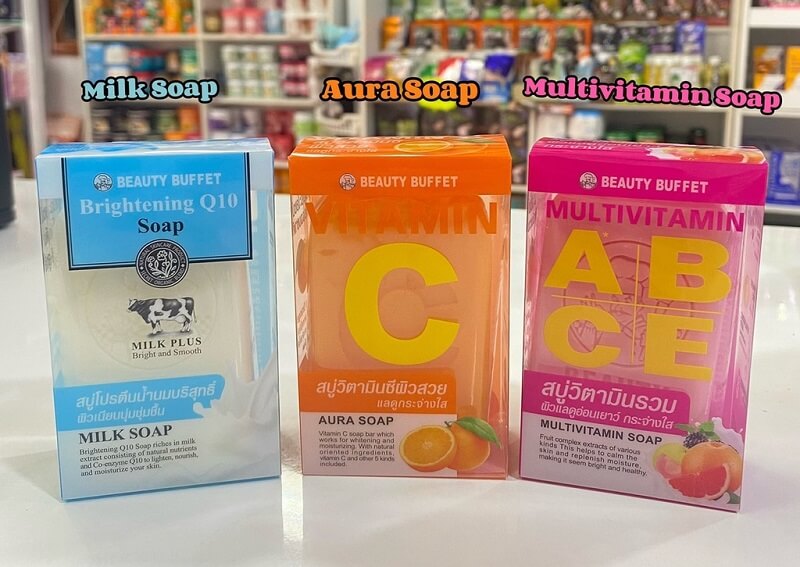 Milk Soap
Aura Soap
Multivitamin Soap
BEAUTY BUFFET
Brightening Q10
Soap
MILK PLUS
Bright and Smooth
สบู่โปรตีนน้ำนมบริสุทธิ์
ผิวเนียนนุ่มชุ่มชื้น
MILK SOAP
Brightening Q10 Soap riches in milk
extract consisting of natural nutrients
and Co-enzyme Q10 to lighten, nourish,
and moisturize your skin.
BEAUTY BUFFET
VITAMIN
C
สบู่วิตามินซีผิวสวย
แลดูกระจ่างใส
AURA SOAP
Vitamin C soap bar which
works for whitening and
moisturizing. With natural
oriented ingredients,
vitamin C and other 5 kinds
included.
BEAUTY BUFFET
MULTIVITAMIN
A B
C E
สบู่วิตามินรวม
ผิวแลดูอ่อนเยาว์ กระจ่างใส
MULTIVITAMIN SOAP
Fruit complex extracts of various
kinds This helps to calm the
skin and replenish moisture,
making it seem bright and healthy.